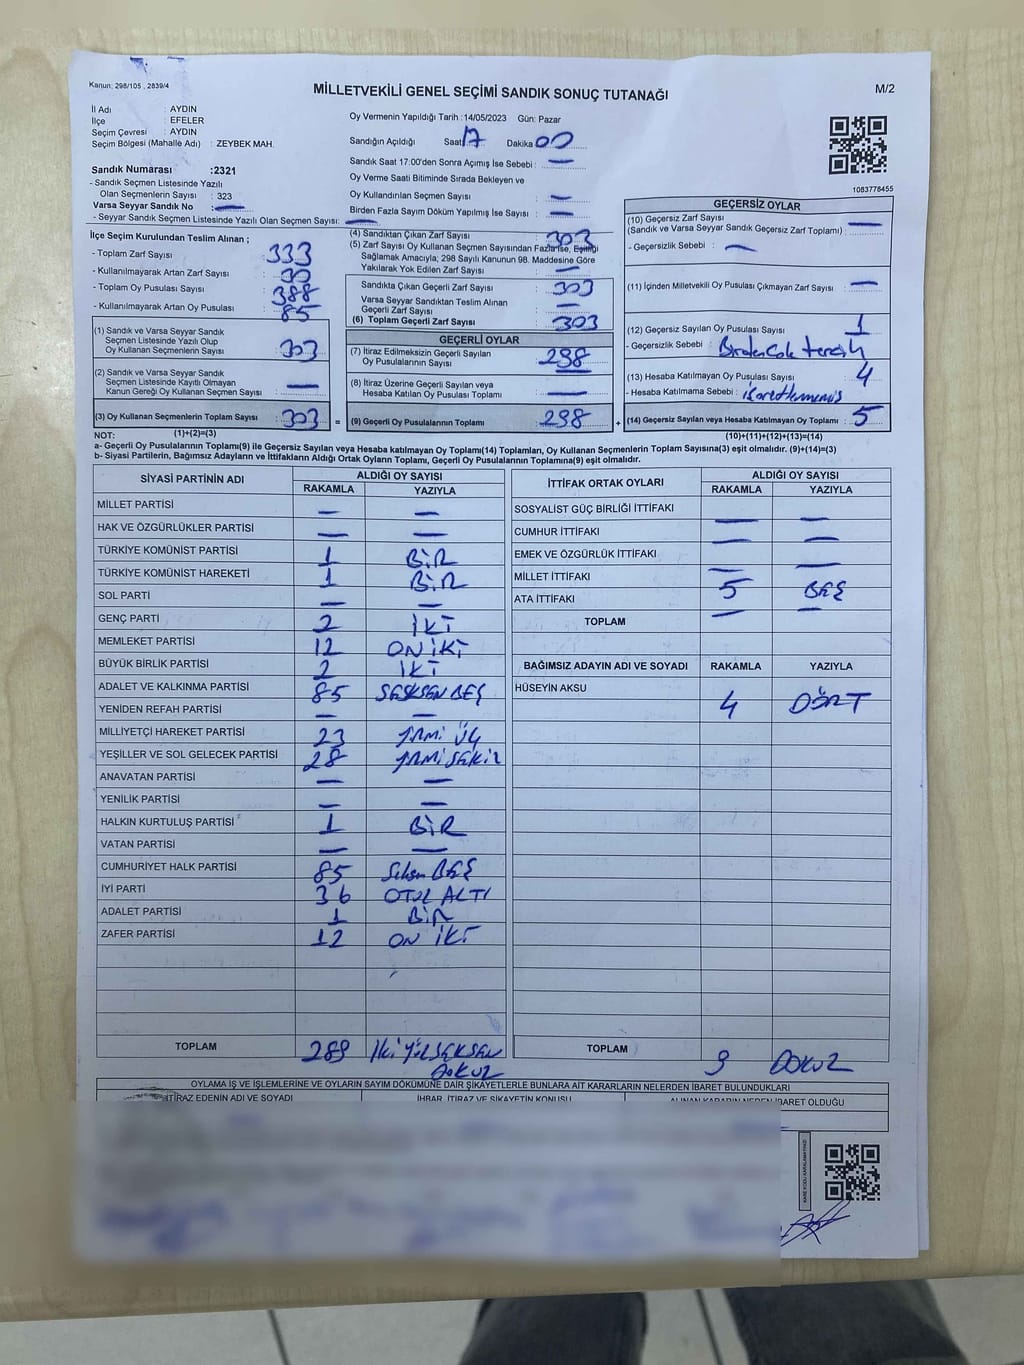 Kanun: 298/105 , 2839/4
MİLLETVEKİLİ GENEL SEÇİMİ SANDIK SONUÇ TUTANAĞI
M/2
İl Adı : AYDIN
İlçe : EFELER
Seçim Çevresi : AYDIN
Seçim Bölgesi (Mahalle Adı) : ZEYBEK MAH.
Sandık Numarası :2321
- Sandık Seçmen Listesinde Yazılı
Olan Seçmenlerin Sayısı : 323
Varsa Seyyar Sandık No : —
- Seyyar Sandık Seçmen Listesinde Yazılı Olan Seçmen Sayısı: —
Oy Vermenin Yapıldığı Tarih :14/05/2023 Gün: Pazar
Sandığın Açıldığı Saat 17 Dakika 00
Sandık Saat 17:00'den Sonra Açımış İse Sebebi : —
Oy Verme Saati Bitiminde Sırada Bekleyen ve
Oy Kullandırılan Seçmen Sayısı : —
Birden Fazla Sayım Döküm Yapılmış İse Sayısı : —
1083778455
İlçe Seçim Kurulundan Teslim Alınan ;
- Toplam Zarf Sayısı : 333
- Kullanılmayarak Artan Zarf Sayısı : 30
- Toplam Oy Pusulası Sayısı : 388
- Kullanılmayarak Artan Oy Pusulası : 85
(1) Sandık ve Varsa Seyyar Sandık
Seçmen Listesinde Yazılı Olup
Oy Kullanan Seçmenlerin Sayısı : 303
(2) Sandık ve Varsa Seyyar Sandık
Seçmen Listesinde Kayıtlı Olmayan
Kanun Gereği Oy Kullanan Seçmen Sayısı : —
(3) Oy Kullanan Seçmenlerin Toplam Sayısı : 303 =
(1)+(2)=(3)
(4) Sandıktan Çıkan Zarf Sayısı : 303
(5) Zarf Sayısı Oy Kullanan Seçmen Sayısından Fazla İse, Eşitliği
Sağlamak Amacıyla; 298 Sayılı Kanunun 98. Maddesine Göre
Yakılarak Yok Edilen Zarf Sayısı : —
Sandıkta Çıkan Geçerli Zarf Sayısı : 303
Varsa Seyyar Sandıktan Teslim Alınan
Geçerli Zarf Sayısı : —
(6) Toplam Geçerli Zarf Sayısı : 303
GEÇERLİ OYLAR
(7) İtiraz Edilmeksizin Geçerli Sayılan
Oy Pusulalarının Sayısı : 298
(8) İtiraz Üzerine Geçerli Sayılan veya
Hesaba Katılan Oy Pusulası Toplamı : —
(9) Geçerli Oy Pusulalarının Toplamı : 298 +
GEÇERSİZ OYLAR
(10) Geçersiz Zarf Sayısı
(Sandık ve Varsa Seyyar Sandık Geçersiz Zarf Toplamı) : —
- Geçersizlik Sebebi : —
(11) İçinden Milletvekili Oy Pusulası Çıkmayan Zarf Sayısı : —
(12) Geçersiz Sayılan Oy Pusulası Sayısı : 1
- Geçersizlik Sebebi : Birden Çok tercih
(13) Hesaba Katılmayan Oy Pusulası Sayısı : 4
- Hesaba Katılmama Sebebi : işaretlenmemiş
(14) Geçersiz Sayılan veya Hesaba Katılmayan Oy Toplamı : 5
(10)+(11)+(12)+(13)=(14)
NOT:
a- Geçerli Oy Pusulalarının Toplamı(9) ile Geçersiz Sayılan veya Hesaba katılmayan Oy Toplamı(14) Toplamları, Oy Kullanan Seçmenlerin Toplam Sayısına(3) eşit olmalıdır. (9)+(14)=(3)
b- Siyasi Partilerin, Bağımsız Adayların ve İttifakların Aldığı Ortak Oyların Toplamı, Geçerli Oy Pusulalarının Toplamına(9) eşit olmalıdır.
SİYASİ PARTİNİN ADI ALDIĞI OY SAYISI
RAKAMLA YAZIYLA
MİLLET PARTİSİ — —
HAK VE ÖZGÜRLÜKLER PARTİSİ — —
TÜRKİYE KOMÜNİST PARTİSİ 1 BİR
TÜRKİYE KOMÜNİST HAREKETİ 1 BİR
SOL PARTİ — —
GENÇ PARTİ 2 İKİ
MEMLEKET PARTİSİ 12 ON İKİ
BÜYÜK BİRLİK PARTİSİ 2 İKİ
ADALET VE KALKINMA PARTİSİ 85 SEKSEN BEŞ
YENİDEN REFAH PARTİSİ — —
MİLLİYETÇİ HAREKET PARTİSİ 23 YİRMİ ÜÇ
YEŞİLLER VE SOL GELECEK PARTİSİ 28 YİRMİ SEKİZ
ANAVATAN PARTİSİ — —
YENİLİK PARTİSİ — —
HALKIN KURTULUŞ PARTİSİ 1 BİR
VATAN PARTİSİ — —
CUMHURİYET HALK PARTİSİ 85 Seksen BEŞ
İYİ PARTİ 36 OTUZ ALTI
ADALET PARTİSİ 1 BİR
ZAFER PARTİSİ 12 ON İKİ
TOPLAM 289 İki YÜZ SEKSEN
DOKUZ
İTTİFAK ORTAK OYLARI ALDIĞI OY SAYISI
RAKAMLA YAZIYLA
SOSYALİST GÜÇ BİRLİĞİ İTTİFAKI — —
CUMHUR İTTİFAKI — —
EMEK VE ÖZGÜRLÜK İTTİFAKI — —
MİLLET İTTİFAKI 5 BEŞ
ATA İTTİFAKI — —
TOPLAM
BAĞIMSIZ ADAYIN ADI VE SOYADI RAKAMLA YAZIYLA
HÜSEYİN AKSU 4 DÖRT
TOPLAM 9 DOKUZ
OYLAMA İŞ VE İŞLEMLERİNE VE OYLARIN SAYIM DÖKÜMÜNE DAİR ŞİKAYETLERLE BUNLARA AİT KARARLARIN NELERDEN İBARET BULUNDUKLARI
İTİRAZ EDENİN ADI VE SOYADI İHBAR, İTİRAZ VE ŞİKAYETİN KONUSU ALINAN KARARIN NEDEN İBARET OLDUĞU